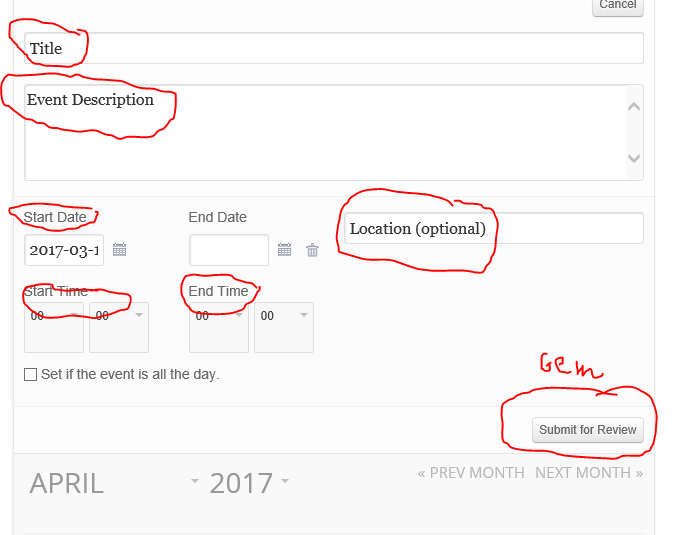 Cancel
Title
Event Description
Start Date End Date Location (optional)
2017-03-1
Start Time End Time
00 00 00 00
Set if the event is all the day.
Gem
Submit for Review
APRIL 2017 « PREV MONTH NEXT MONTH »